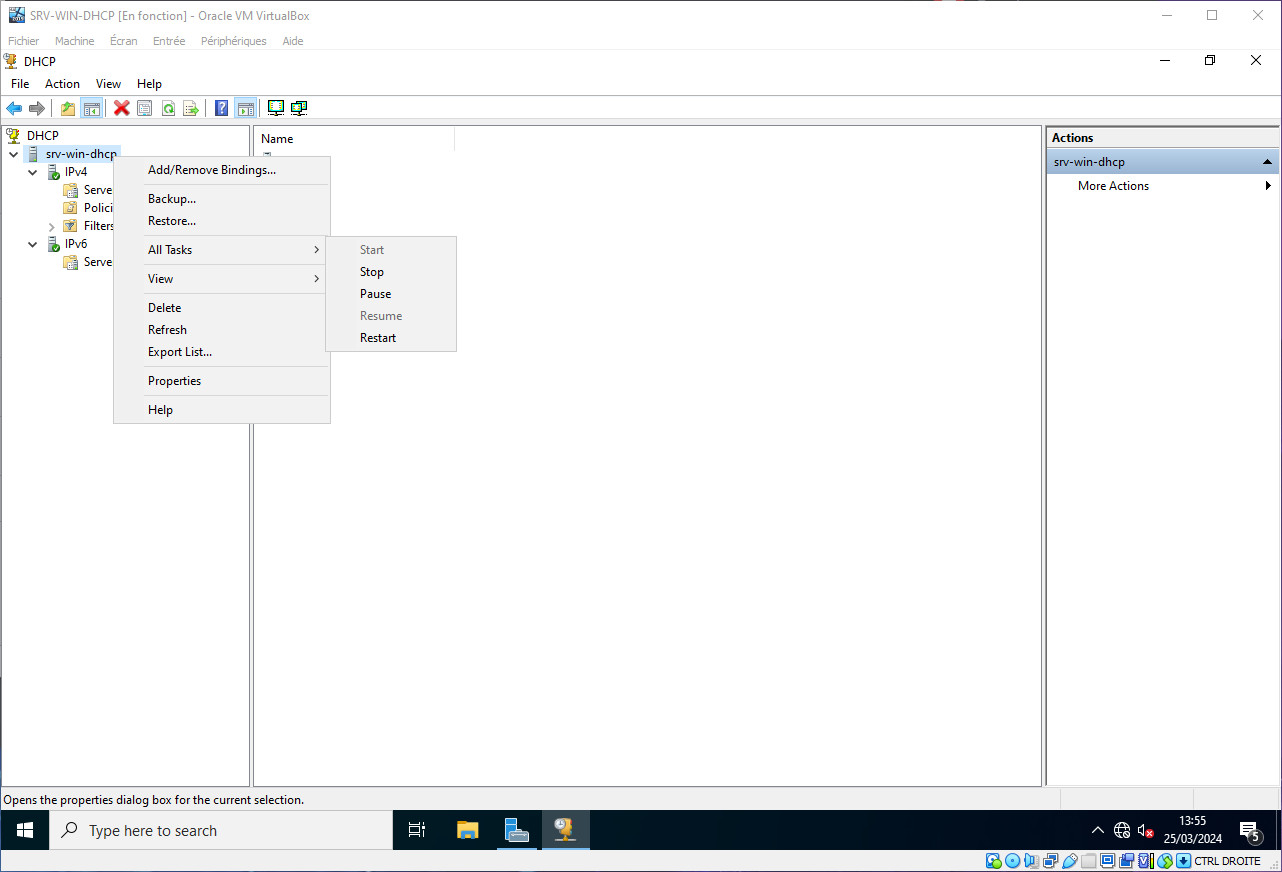 SRV-WIN-DHCP [En fonction] - Oracle VM VirtualBox
Fichier Machine Écran Entrée Périphériques Aide
DHCP
File Action View Help
DHCP
srv-win-dhcp
IPv4
Serve
Polici
Filters
IPv6
Serve
Name
Add/Remove Bindings...
Backup...
Restore...
All Tasks
View
Delete
Refresh
Export List...
Properties
Help
Start
Stop
Pause
Resume
Restart
Actions
srv-win-dhcp
More Actions
Opens the properties dialog box for the current selection.
Type here to search
13:55
25/03/2024
5
CTRL DROITE